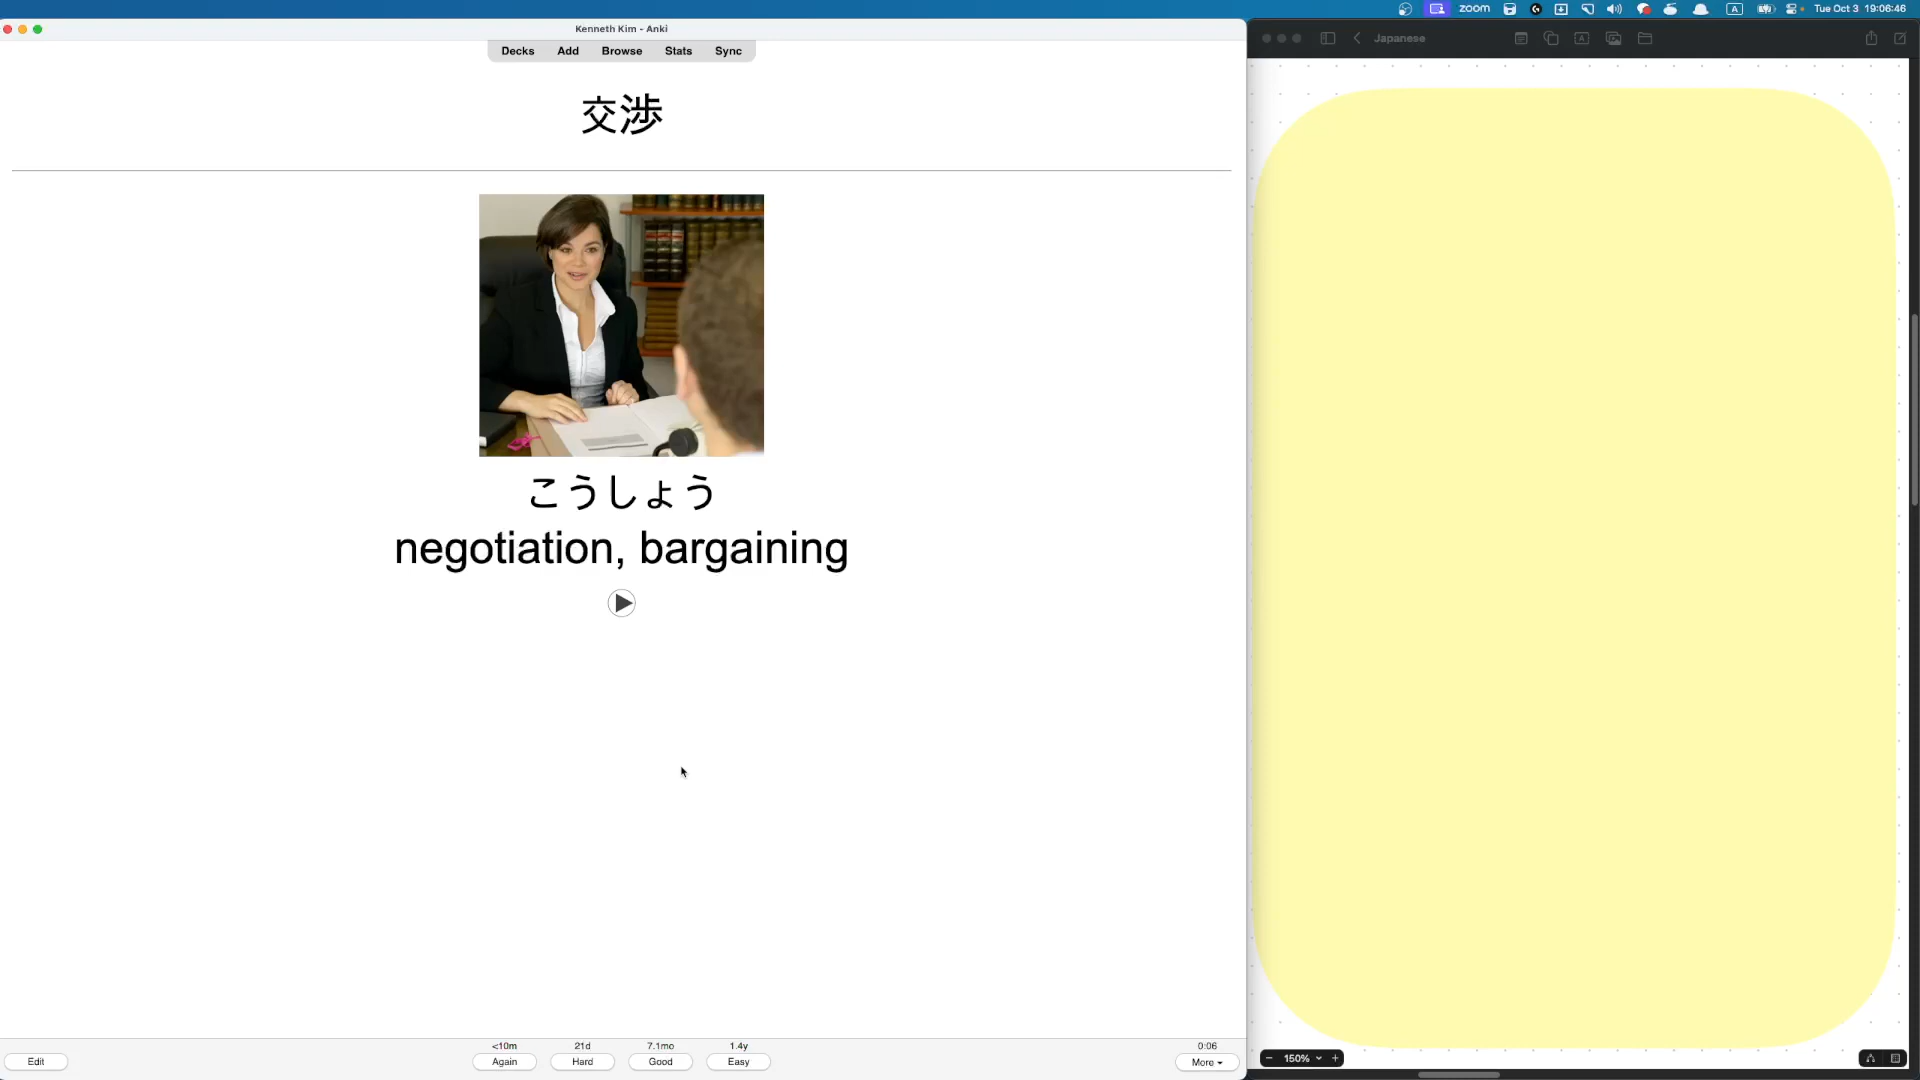 zoom
A
Tue Oct 3 19:06:46
Kenneth Kim - Anki
Decks
Add
Browse
Stats
Sync
Japanese
A
交渉
こうしょう
negotiation, bargaining
<10m
21d
7.1mo
1.4y
0:06
Edit
Again
Hard
Good
Easy
More
− 150% +